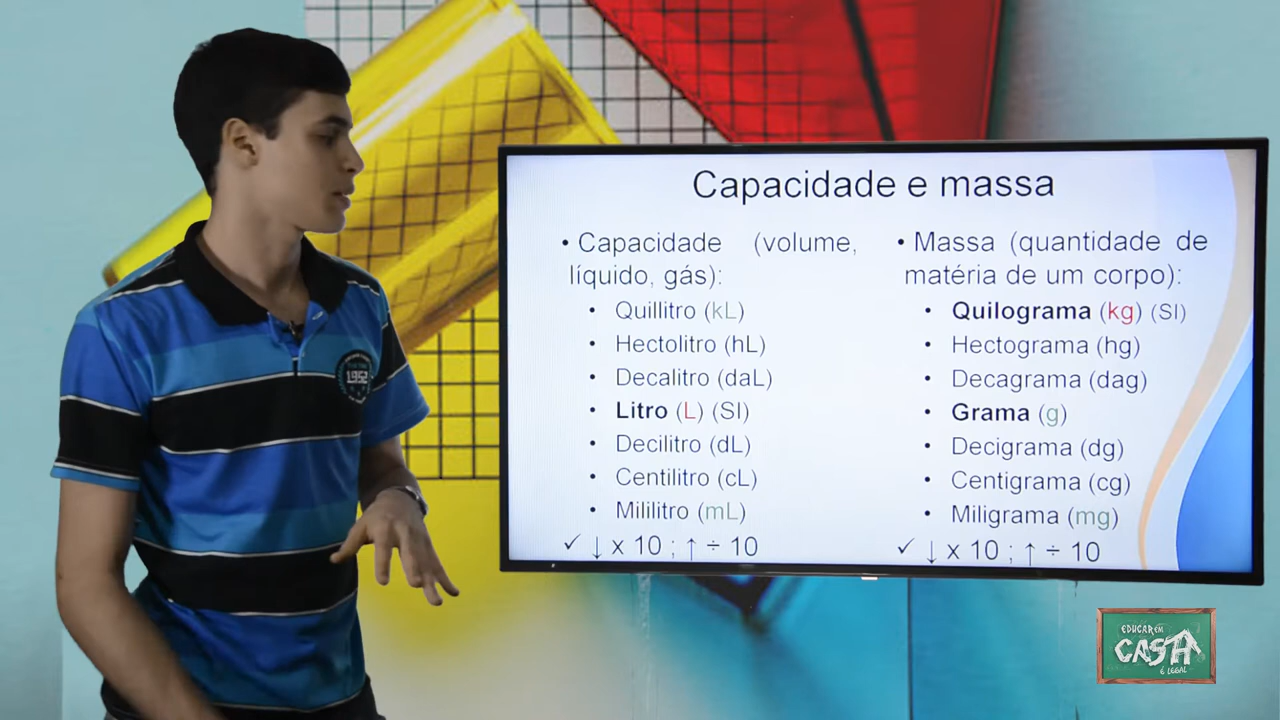 Capacidade e massa
• Capacidade (volume,
líquido, gás):
• Quillitro (kL)
• Hectolitro (hL)
• Decalitro (daL)
• Litro (L) (SI)
• Decilitro (dL)
• Centilitro (cL)
• Mililitro (mL)
✓ ↓ x 10 ; ↑ ÷ 10
• Massa (quantidade de
matéria de um corpo):
• Quilograma (kg) (SI)
• Hectograma (hg)
• Decagrama (dag)
• Grama (g)
• Decigrama (dg)
• Centigrama (cg)
• Miligrama (mg)
✓ ↓ x 10 ; ↑ ÷ 10
1952
EDUCAR EM
CASA
É LEGAL